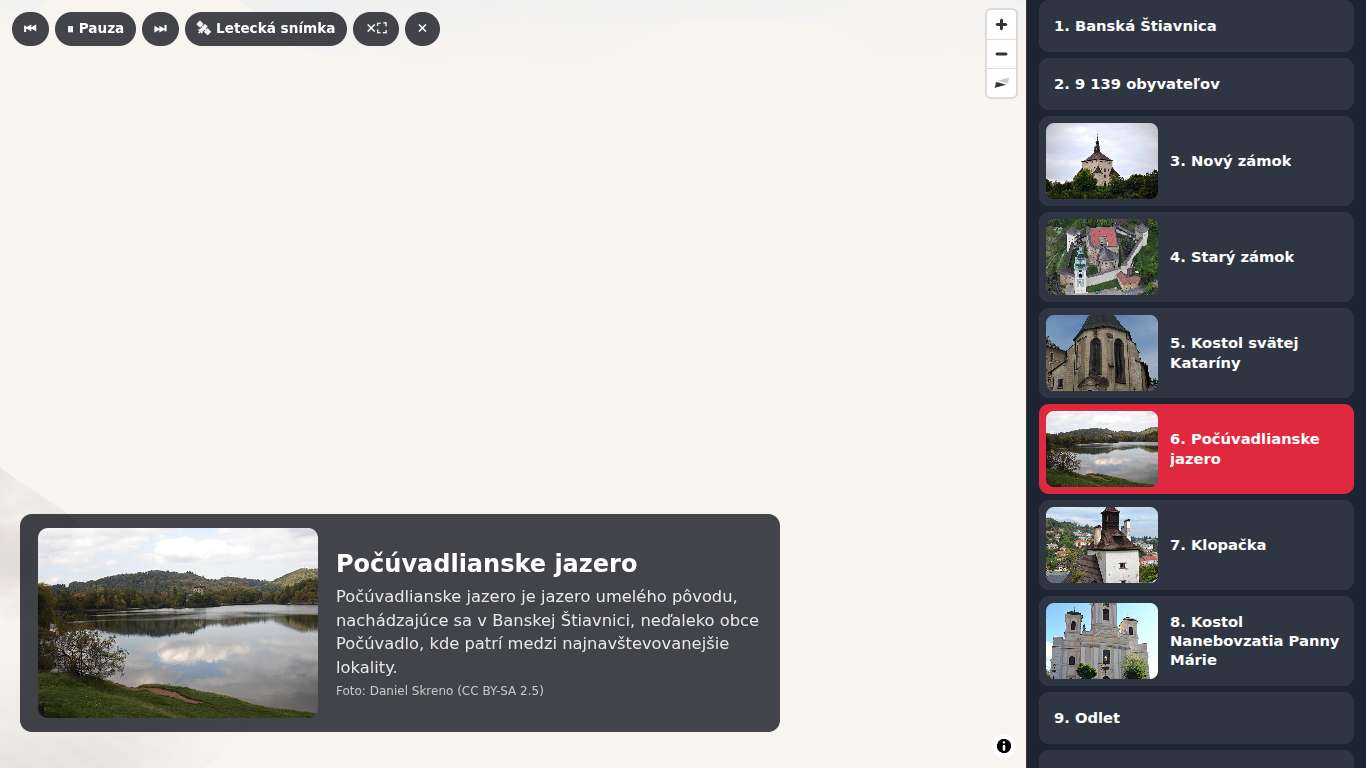 Pauza
Letecká snímka
Počúvadlianske jazero
Počúvadlianske jazero je jazero umelého pôvodu,
nachádzajúce sa v Banskej Štiavnici, neďaleko obce
Počúvadlo, kde patrí medzi najnavštevovanejšie
lokality.
Foto: Daniel Skreno (CC BY-SA 2.5)
1. Banská Štiavnica
2. 9 139 obyvateľov
3. Nový zámok
4. Starý zámok
5. Kostol svätej
Kataríny
6. Počúvadlianske
jazero
7. Klopačka
8. Kostol
Nanebovzatia Panny
Márie
9. Odlet